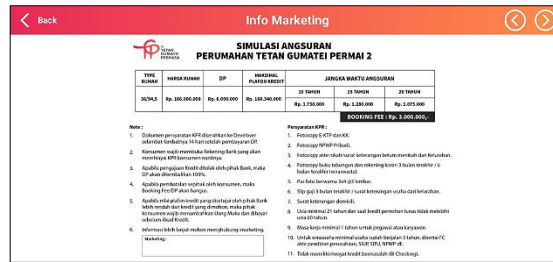 Back
Info Marketing
PT.
TETAN
GUMATEI
PERKASA
SIMULASI ANGSURAN
PERUMAHAN TETAN GUMATEI PERMAI 2
TYPE RUMAH
HARGA RUMAH
DP
MAKSIMAL PLAFON KREDIT
JANGKA WAKTU ANGSURAN
10 TAHUN
15 TAHUN
20 TAHUN
36/94,5
Rp. 166.000.000
Rp. 6.000.000
Rp. 160.340.000
Rp. 1.750.000
Rp. 1.280.000
Rp. 1.075.000
BOOKING FEE : Rp. 3.000.000,-
Note :
1. Dokumen persyaratan KPR diserahkan ke Developer
selambat-lambatnya 14 hari setelah pembayaran DP.
2. Konsumen wajib membuka Rekening Bank yang akan
membiayai KPR konsumen nantinya.
3. Apabila pengajuan Kredit ditolak oleh pihak Bank, maka
DP akan dikembalikan 100%.
4. Apabila pembatalan sepihak oleh konsumen, maka
Booking Fee/DP akan hangus.
5. Apabila nilai plafon kredit yang disetujui oleh pihak Bank
lebih rendah dari kredit yang dimohon, maka pihak
konsumen wajib menambahkan Uang Muka dan dibayar
sebelum Akad Kredit.
6. Informasi lebih lanjut mohon menghubungi marketing.
Marketing:
Persyaratan KPR :
1. Fotocopy E-KTP dan KK.
2. Fotocopy NPWP Pribadi.
3. Fotocopy akte nikah/surat keterangan belum menikah dari Kelurahan.
4. Fotocopy buku tabungan dan rekening koran 3 bulan terakhir / 6
bulan terakhir (wiraswasta).
5. Pas foto berwarna 3x4 @3 lembar.
6. Slip gaji 3 bulan terakhir / surat keterangan usaha dari kelurahan.
7. Surat keterangan domisili.
8. Usia minimal 21 tahun dan saat kredit pemohon lunas tidak melebihi
usia 60 tahun.
9. Masa kerja minimal 1 tahun untuk pegawai atau karyawan.
10. Untuk wirausaha minimal usaha sudah berjalan 3 tahun, disertai FC
akte pendirian perusahaan, SIUP, SITU, NPWP dll.
11. Tidak memiliki riwayat kredit bermasalah (BI Checking).